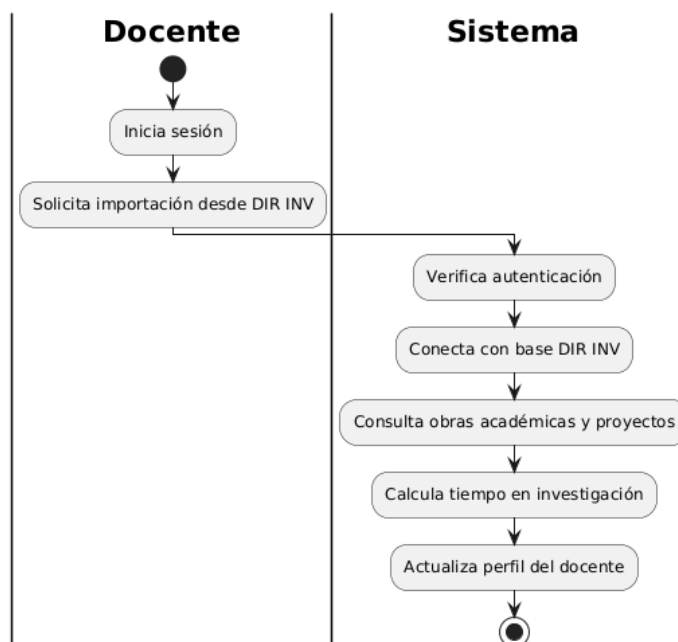 Docente
Sistema
Inicia sesión
Solicita importación desde DIR INV
Verifica autenticación
Conecta con base DIR INV
Consulta obras académicas y proyectos
Calcula tiempo en investigación
Actualiza perfil del docente